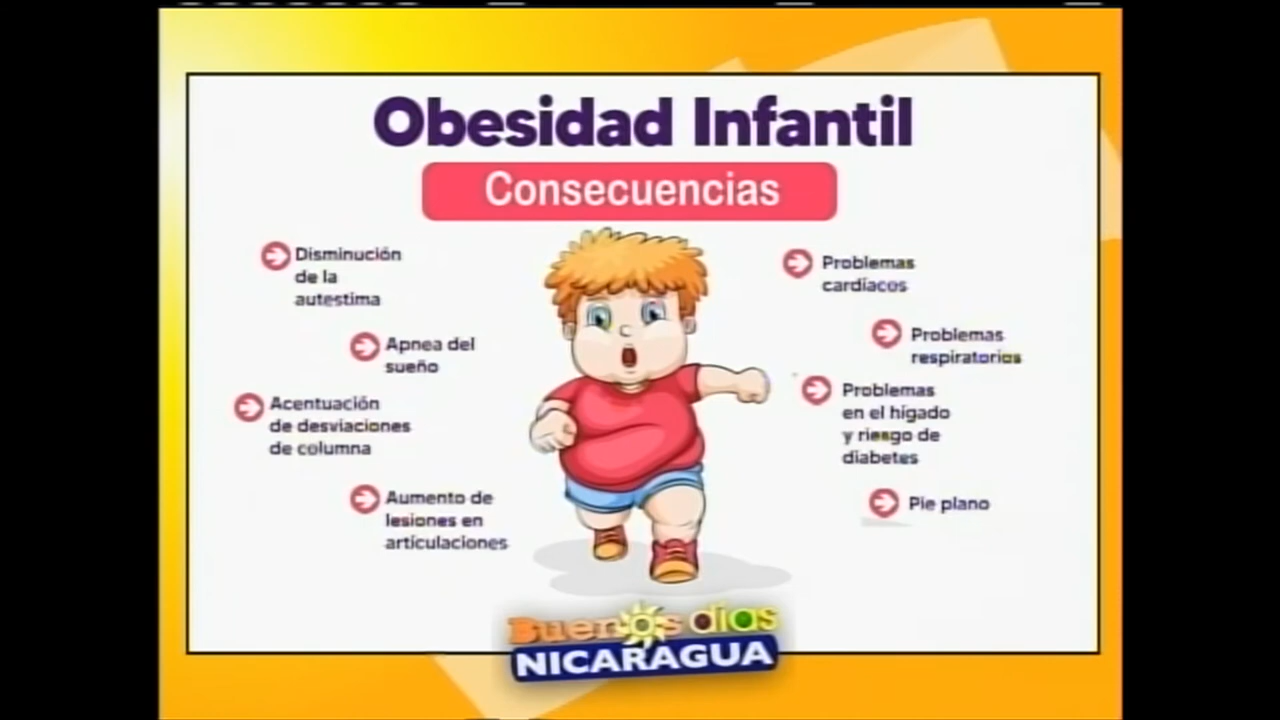 Obesidad Infantil
Consecuencias
Disminución
de la
autestima
Apnea del
sueño
Acentuación
de desviaciones
de columna
Aumento de
lesiones en
articulaciones
Problemas
cardíacos
Problemas
respiratorios
Problemas
en el hígado
y riesgo de
diabetes
Pie plano
Buenos días
NICARAGUA